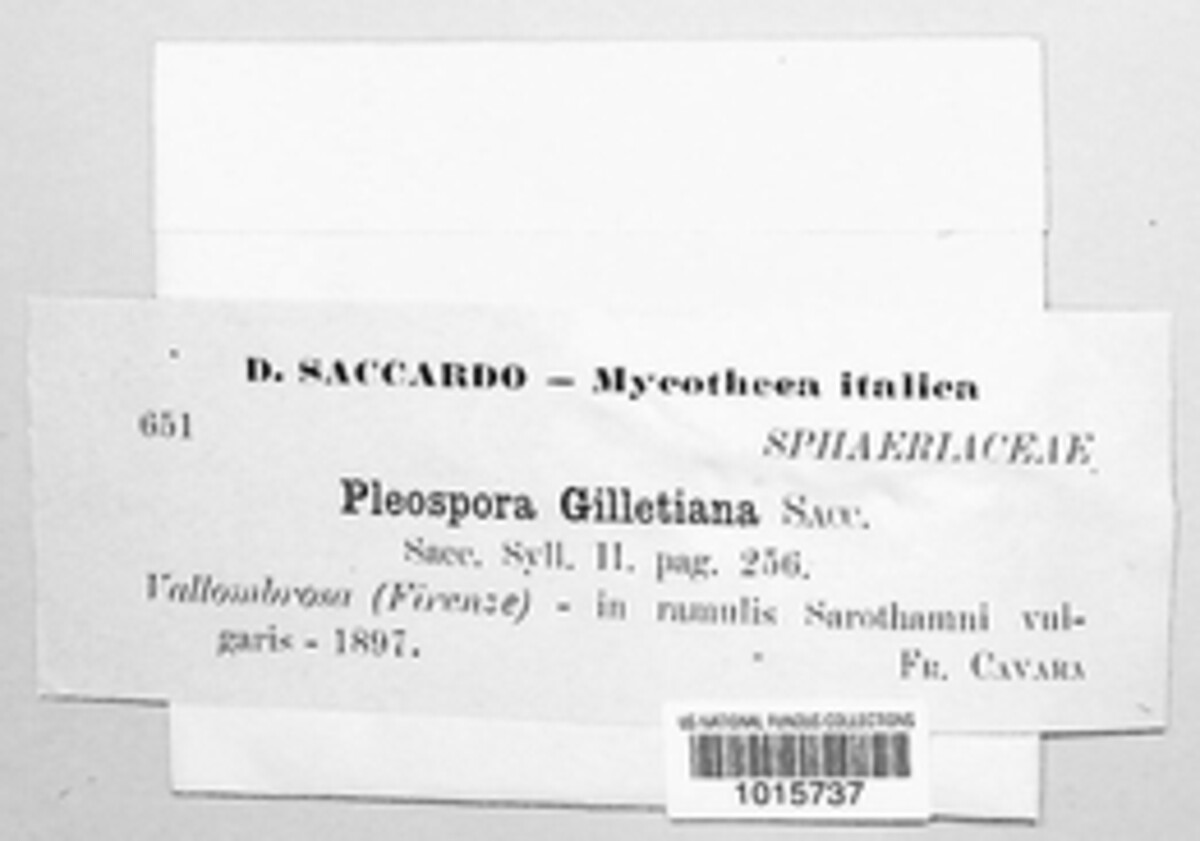 D. SACCARDO — Mycotheca italica
651
SPHAERIACEAE
Pleospora Gilletiana SACC.
Sacc. Syll. II. pag. 256.
Vallombrosa (Firenze) - in ramulis Sarothamni vul-
garis - 1897.
FR. CAVARA
US NATIONAL FUNGUS COLLECTIONS
1015737